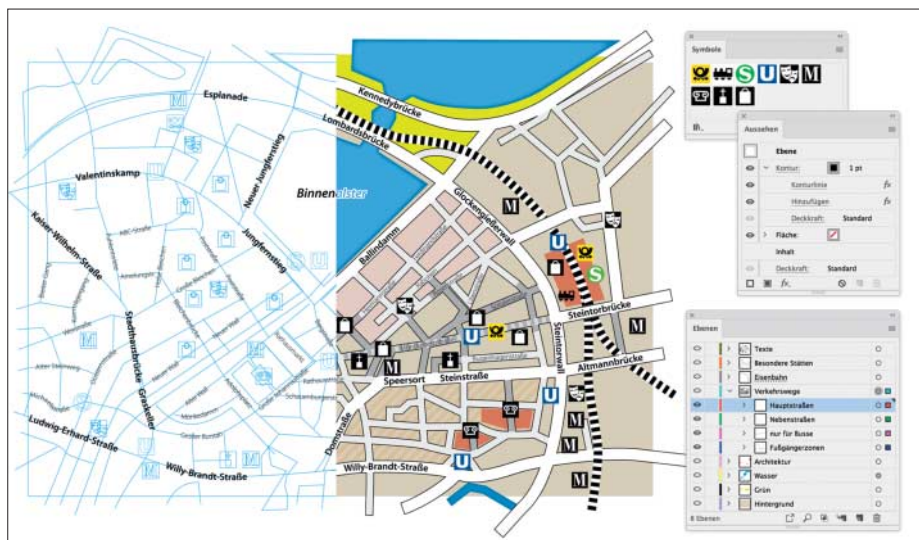 Esplanade
Kennedybrücke
Lombardsbrücke
Neuer Jungfernstieg
Valentinskamp
Binnenalster
Kaiser-Wilhelm-Straße
ABC-Straße
Jungfernstieg
Ballindamm
Glockengießerwall
Stadthausbrücke
Graskeller
Steintorbrücke
Steintorwall
Altmannbrücke
Speersort
Steinstraße
Domstraße
Ludwig-Erhard-Straße
Willy-Brandt-Straße
Willy-Brandt-Straße
Symbole
Aussehen
Ebene
Kontur:
1 pt
Konturlinie
Hinzufügen
Deckkraft: Standard
Fläche:
Inhalt
Deckkraft: Standard
Ebenen
Texte
Besondere Stätten
Eisenbahn
Verkehrswege
Hauptstraßen
Nebenstraßen
nur für Busse
Fußgängerzonen
Architektur
Wasser
Grün
Hintergrund
8 Ebenen